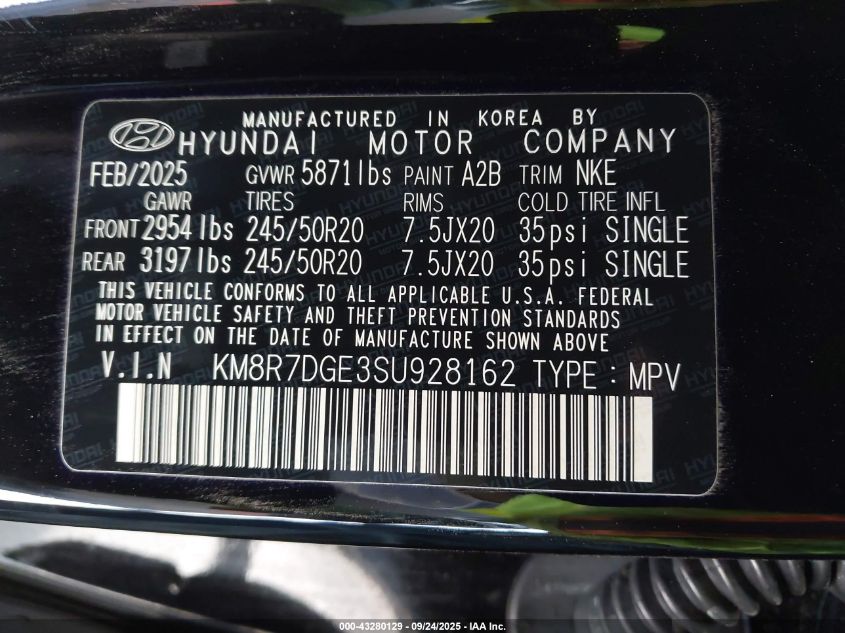 MANUFACTURED IN KOREA BY
HYUNDAI MOTOR COMPANY
FEB/2025 GVWR 5871lbs PAINT A2B TRIM NKE
GAWR TIRES RIMS COLD TIRE INFL
FRONT 2954lbs 245/50R20 7.5JX20 35psi SINGLE
REAR 3197lbs 245/50R20 7.5JX20 35psi SINGLE
THIS VEHICLE CONFORMS TO ALL APPLICABLE U.S.A. FEDERAL
MOTOR VEHICLE SAFETY AND THEFT PREVENTION STANDARDS
IN EFFECT ON THE DATE OF MANUFACTURE SHOWN ABOVE
V.I.N KM8R7DGE3SU928162 TYPE : MPV
000-43280129 - 09/24/2025 - IAA Inc.